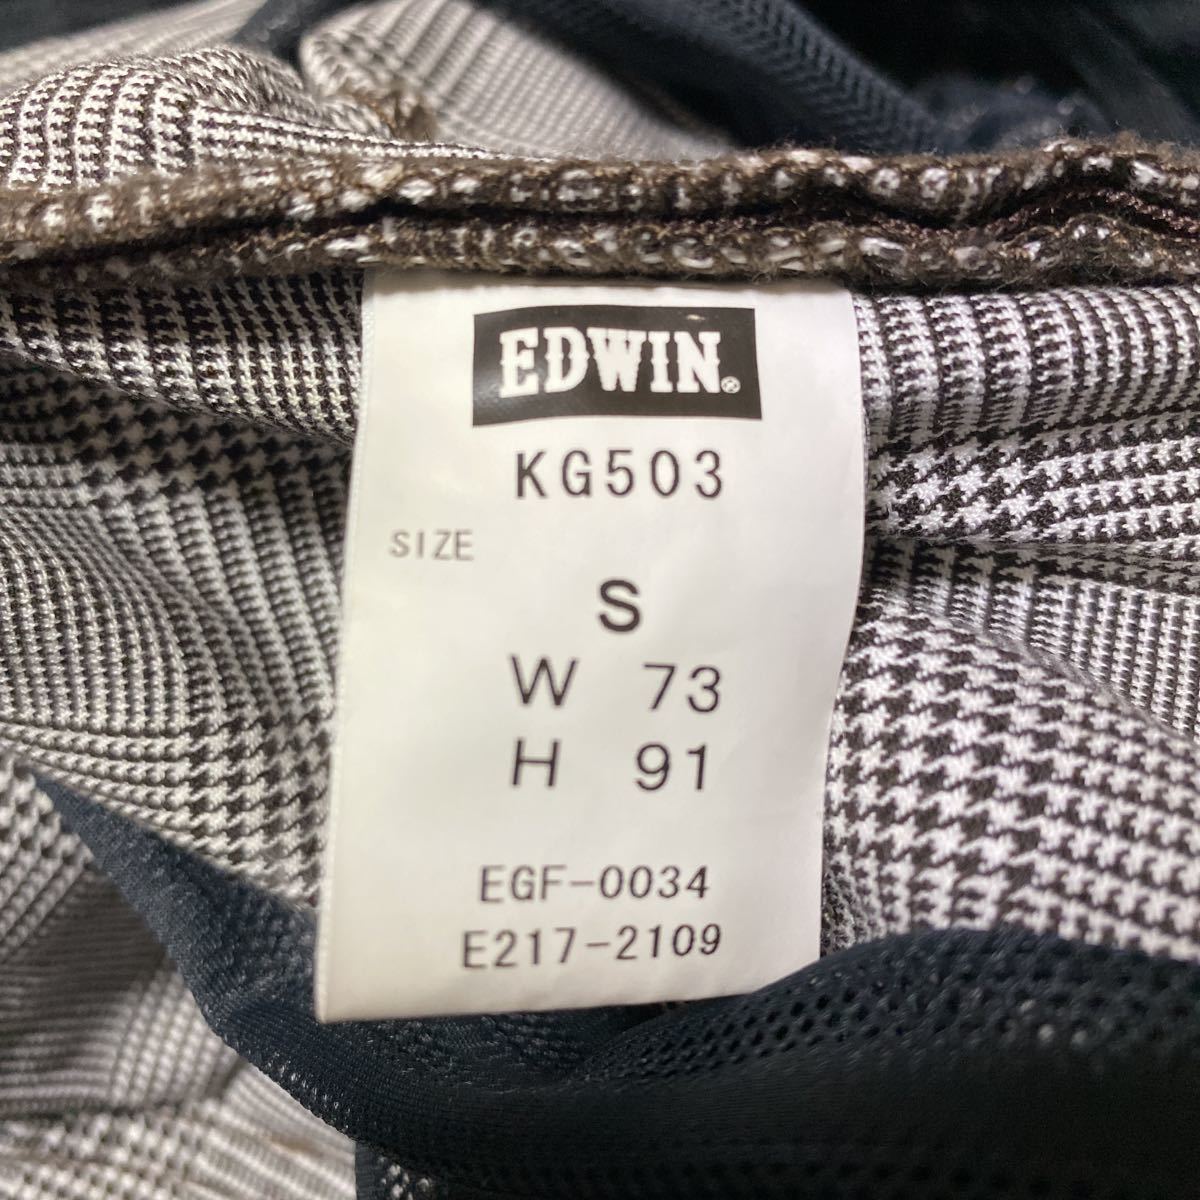 EDWIN®
KG503
SIZE
S
W 73
H 91
EGF-0034
E217-2109